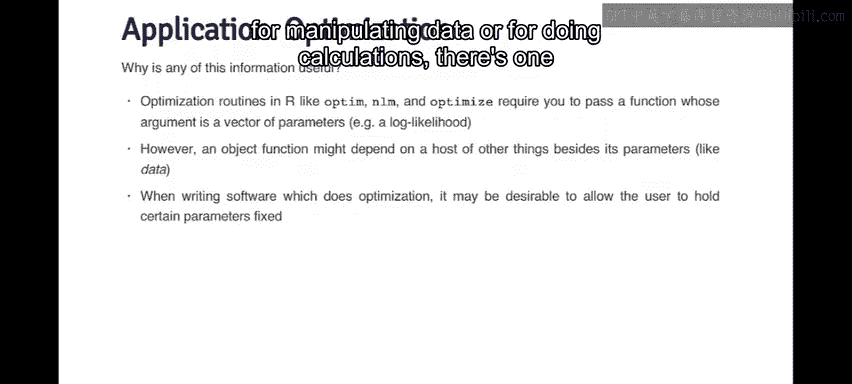 Application: Optimization
for manipulating data or for doing
calculations, there's one
Why is any of this information useful?
· Optimization routines in R like optim, nlm, and optimize require you to pass a function whose
argument is a vector of parameters (e.g. a log-likelihood)
· However, an object function might depend on a host of other things besides its parameters (like
data)
· When writing software which does optimization, it may be desirable to allow the user to hold
certain parameters fixed